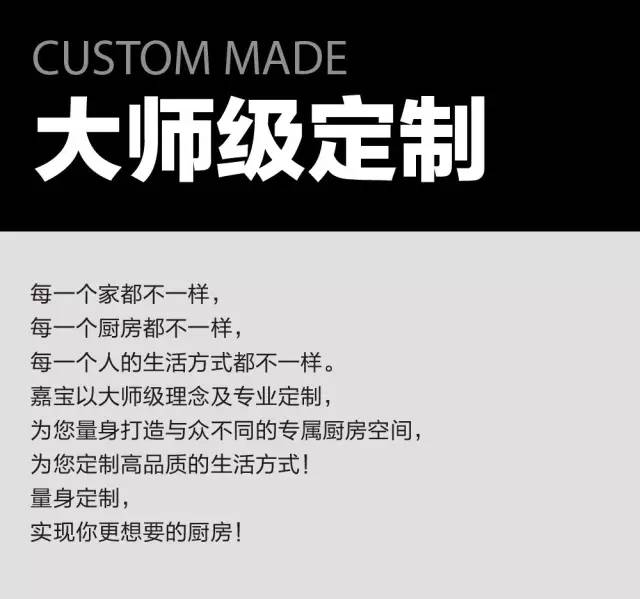 CUSTOM MADE
大师级定制
每一个家都不一样，
每一个厨房都不一样，
每一个人的生活方式都不一样。
嘉宝以大师级理念及专业定制，
为您量身打造与众不同的专属厨房空间，
为您定制高品质的生活方式！
量身定制，
实现你更想要的厨房！